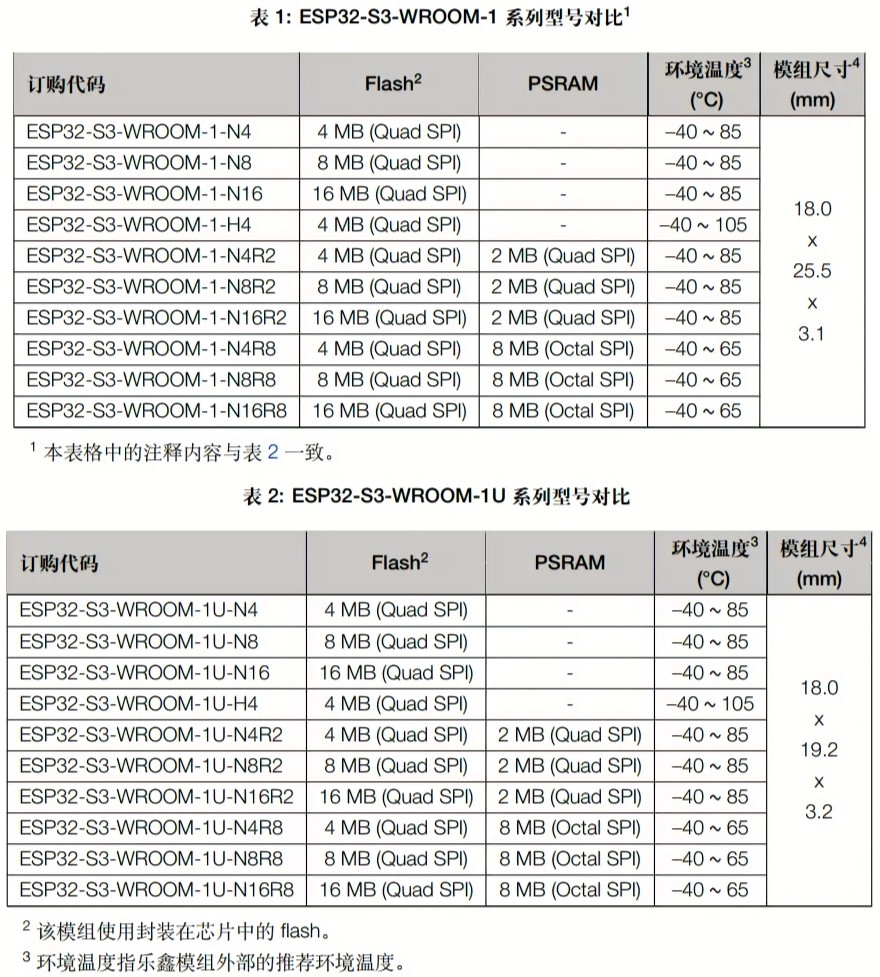 表 1: ESP32-S3-WROOM-1 系列型号对比1
订购代码 Flash2 PSRAM 环境温度3 (°C) 模组尺寸4 (mm)
ESP32-S3-WROOM-1-N4 4 MB (Quad SPI) - –40 ~ 85
ESP32-S3-WROOM-1-N8 8 MB (Quad SPI) - –40 ~ 85
ESP32-S3-WROOM-1-N16 16 MB (Quad SPI) - –40 ~ 85
ESP32-S3-WROOM-1-H4 4 MB (Quad SPI) - –40 ~ 105
ESP32-S3-WROOM-1-N4R2 4 MB (Quad SPI) 2 MB (Quad SPI) –40 ~ 85
ESP32-S3-WROOM-1-N8R2 8 MB (Quad SPI) 2 MB (Quad SPI) –40 ~ 85
ESP32-S3-WROOM-1-N16R2 16 MB (Quad SPI) 2 MB (Quad SPI) –40 ~ 85
ESP32-S3-WROOM-1-N4R8 4 MB (Quad SPI) 8 MB (Octal SPI) –40 ~ 65
ESP32-S3-WROOM-1-N8R8 8 MB (Quad SPI) 8 MB (Octal SPI) –40 ~ 65
ESP32-S3-WROOM-1-N16R8 16 MB (Quad SPI) 8 MB (Octal SPI) –40 ~ 65
18.0
x
25.5
x
3.1
1 本表格中的注释内容与表 2 一致。
表 2: ESP32-S3-WROOM-1U 系列型号对比
订购代码 Flash2 PSRAM 环境温度3 (°C) 模组尺寸4 (mm)
ESP32-S3-WROOM-1U-N4 4 MB (Quad SPI) - –40 ~ 85
ESP32-S3-WROOM-1U-N8 8 MB (Quad SPI) - –40 ~ 85
ESP32-S3-WROOM-1U-N16 16 MB (Quad SPI) - –40 ~ 85
ESP32-S3-WROOM-1U-H4 4 MB (Quad SPI) - –40 ~ 105
ESP32-S3-WROOM-1U-N4R2 4 MB (Quad SPI) 2 MB (Quad SPI) –40 ~ 85
ESP32-S3-WROOM-1U-N8R2 8 MB (Quad SPI) 2 MB (Quad SPI) –40 ~ 85
ESP32-S3-WROOM-1U-N16R2 16 MB (Quad SPI) 2 MB (Quad SPI) –40 ~ 85
ESP32-S3-WROOM-1U-N4R8 4 MB (Quad SPI) 8 MB (Octal SPI) –40 ~ 65
ESP32-S3-WROOM-1U-N8R8 8 MB (Quad SPI) 8 MB (Octal SPI) –40 ~ 65
ESP32-S3-WROOM-1U-N16R8 16 MB (Quad SPI) 8 MB (Octal SPI) –40 ~ 65
18.0
x
19.2
x
3.2
2 该模组使用封装在芯片中的 flash。
3 环境温度指乐鑫模组外部的推荐环境温度。